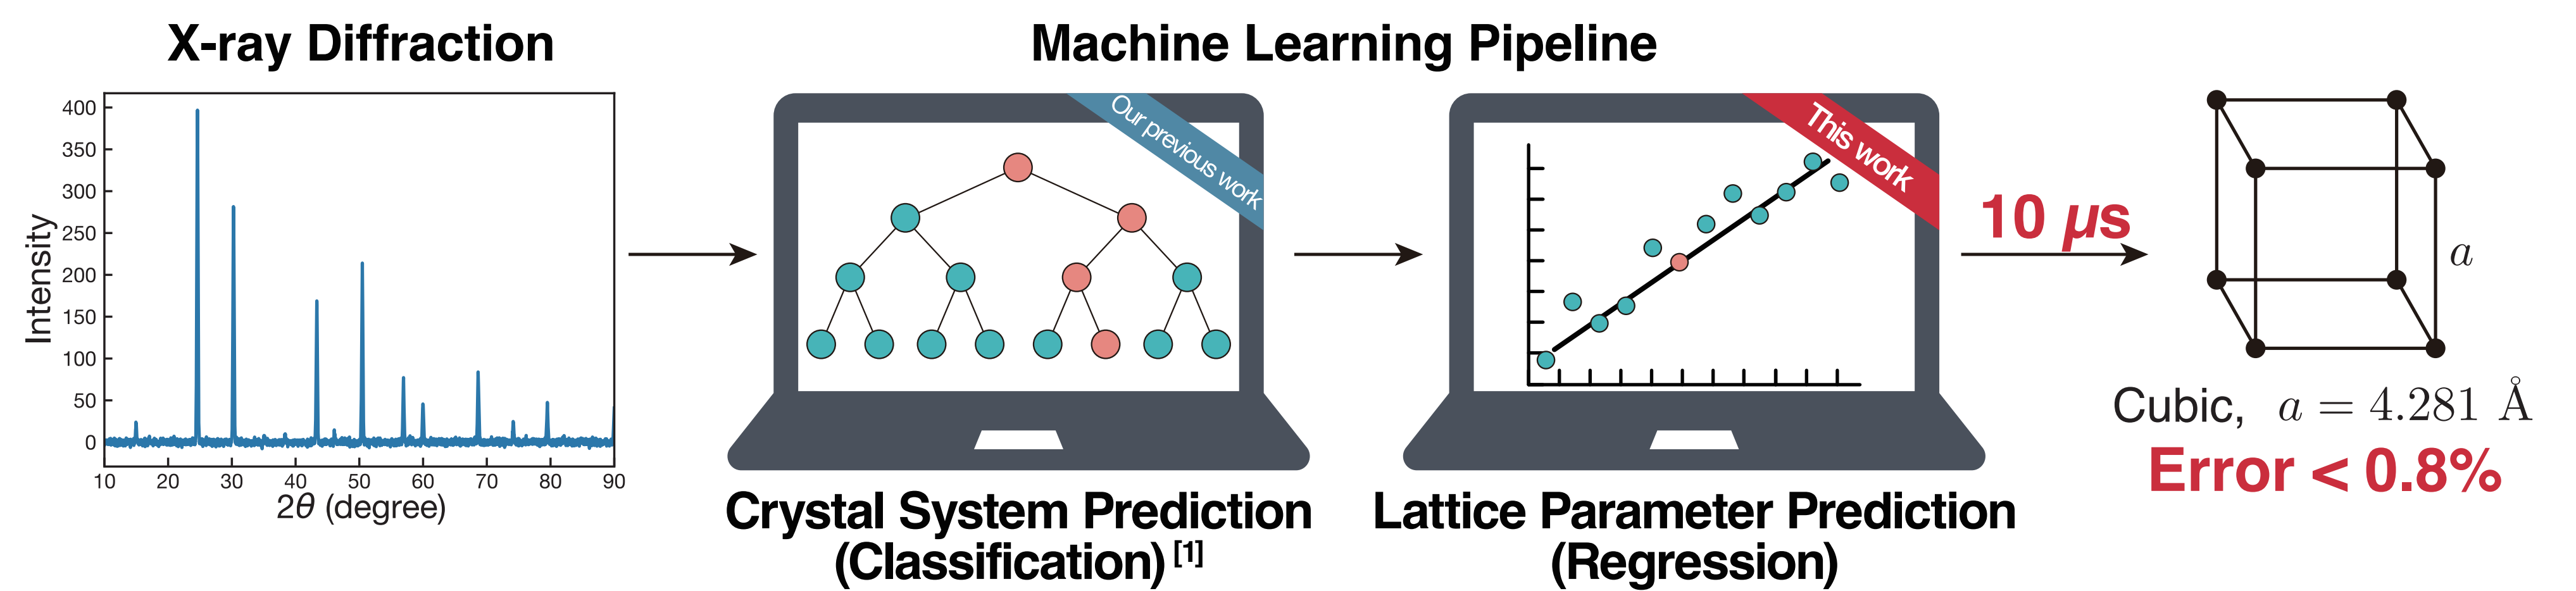 X-ray Diffraction
Machine Learning Pipeline
400
350
300
250
200
150
100
50
0
Intensity
10 20 30 40 50 60 70 80 90
2θ (degree)
Our previous work
Crystal System Prediction
(Classification) [1]
This work
Lattice Parameter Prediction
(Regression)
10 µs
a
Cubic, a = 4.281 Å
Error < 0.8%